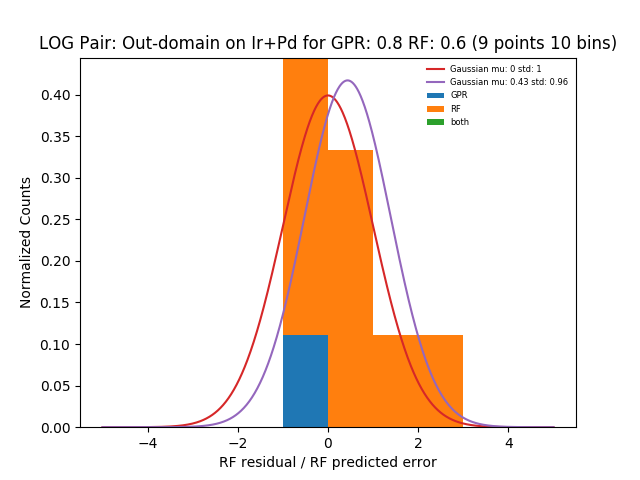 LOG Pair: Out-domain on Ir+Pd for GPR: 0.8 RF: 0.6 (9 points 10 bins)
Gaussian mu: 0 std: 1
Gaussian mu: 0.43 std: 0.96
GPR
RF
both
Normalized Counts
0.40
0.35
0.30
0.25
0.20
0.15
0.10
0.05
0.00
−4 −2 0 2 4
RF residual / RF predicted error